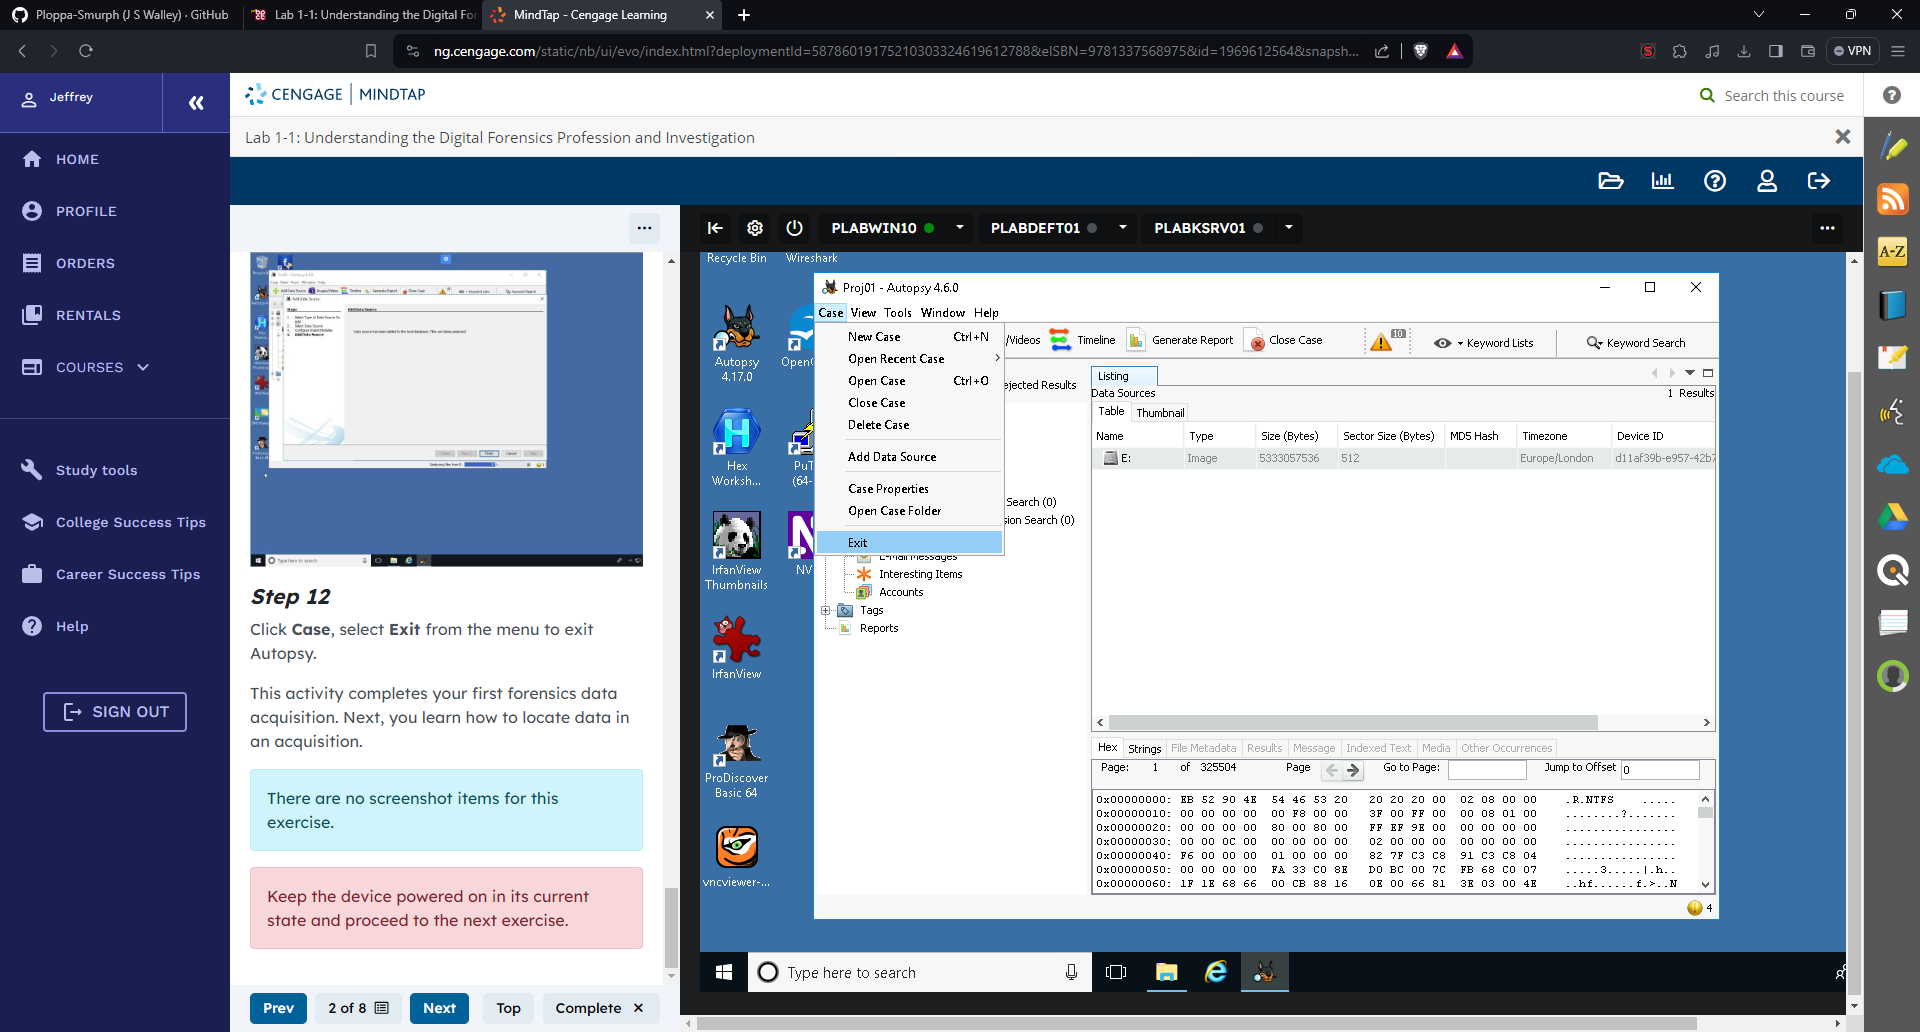 Ploppa-Smurph (J S Walley) · GitHub
Lab 1-1: Understanding the Digital Fo
MindTap - Cengage Learning
ng.cengage.com/static/nb/ui/evo/index.html?deploymentId=5878601917521030332461961278​8&eISBN=9781337568975&id=1969612564&snapsh...
VPN
Jeffrey
CENGAGE | MINDTAP
Search this course
Lab 1-1: Understanding the Digital Forensics Profession and Investigation
HOME
PROFILE
ORDERS
RENTALS
COURSES
Study tools
College Success Tips
Career Success Tips
Help
SIGN OUT
Step 12
Click Case, select Exit from the menu to exit
Autopsy.
This activity completes your first forensics data
acquisition. Next, you learn how to locate data in
an acquisition.
There are no screenshot items for this
exercise.
Keep the device powered on in its current
state and proceed to the next exercise.
Prev
2 of 8
Next
Top
Complete
PLABWIN10
PLABDEFT01
PLABKSRV01
Recycle Bin
Wireshark
Autopsy
4.17.0
Hex
Worksh...
PuT
(64-
IrfanView
Thumbnails
NV
IrfanView
ProDiscover
Basic 64
vncviewer-...
Proj01 - Autopsy 4.6.0
Case View Tools Window Help
New Case Ctrl+N
Open Recent Case
Open Case Ctrl+O
Close Case
Delete Case
Add Data Source
Case Properties
Open Case Folder
Exit
/Videos
Timeline
Generate Report
Close Case
10
Keyword Lists
Keyword Search
ejected Results
Search (0)
sion Search (0)
E-Mail Messages
Interesting Items
Accounts
Tags
Reports
Listing
Data Sources
1 Results
Table Thumbnail
Name Type Size (Bytes) Sector Size (Bytes) MD5 Hash Timezone Device ID
E: Image 5333057536 512 Europe/London d11af39b-e957-42b7
Hex Strings File Metadata Results Message Indexed Text Media Other Occurrences
Page: 1 of 325504 Page Go to Page: Jump to Offset 0
0x00000000: EB 52 90 4E 54 46 53 20 20 20 20 00 02 08 00 00 .R.NTFS .....
0x00000010: 00 00 00 00 00 F8 00 00 3F 00 FF 00 00 08 01 00 ........?.......
0x00000020: 00 00 00 00 80 00 80 00 FF EF 9E 00 00 00 00 00 ................
0x00000030: 00 00 0C 00 00 00 00 00 02 00 00 00 00 00 00 00 ................
0x00000040: F6 00 00 00 01 00 00 00 82 7F C3 C8 91 C3 C8 04 ................
0x00000050: 00 00 00 00 FA 33 C0 8E D0 BC 00 7C FB 68 C0 07 .....3.....|.h..
0x00000060: 1F 1E 68 66 00 CB 88 16 0E 00 66 81 3E 03 00 4E ..hf......f.>..N
4
Type here to search
A-Z